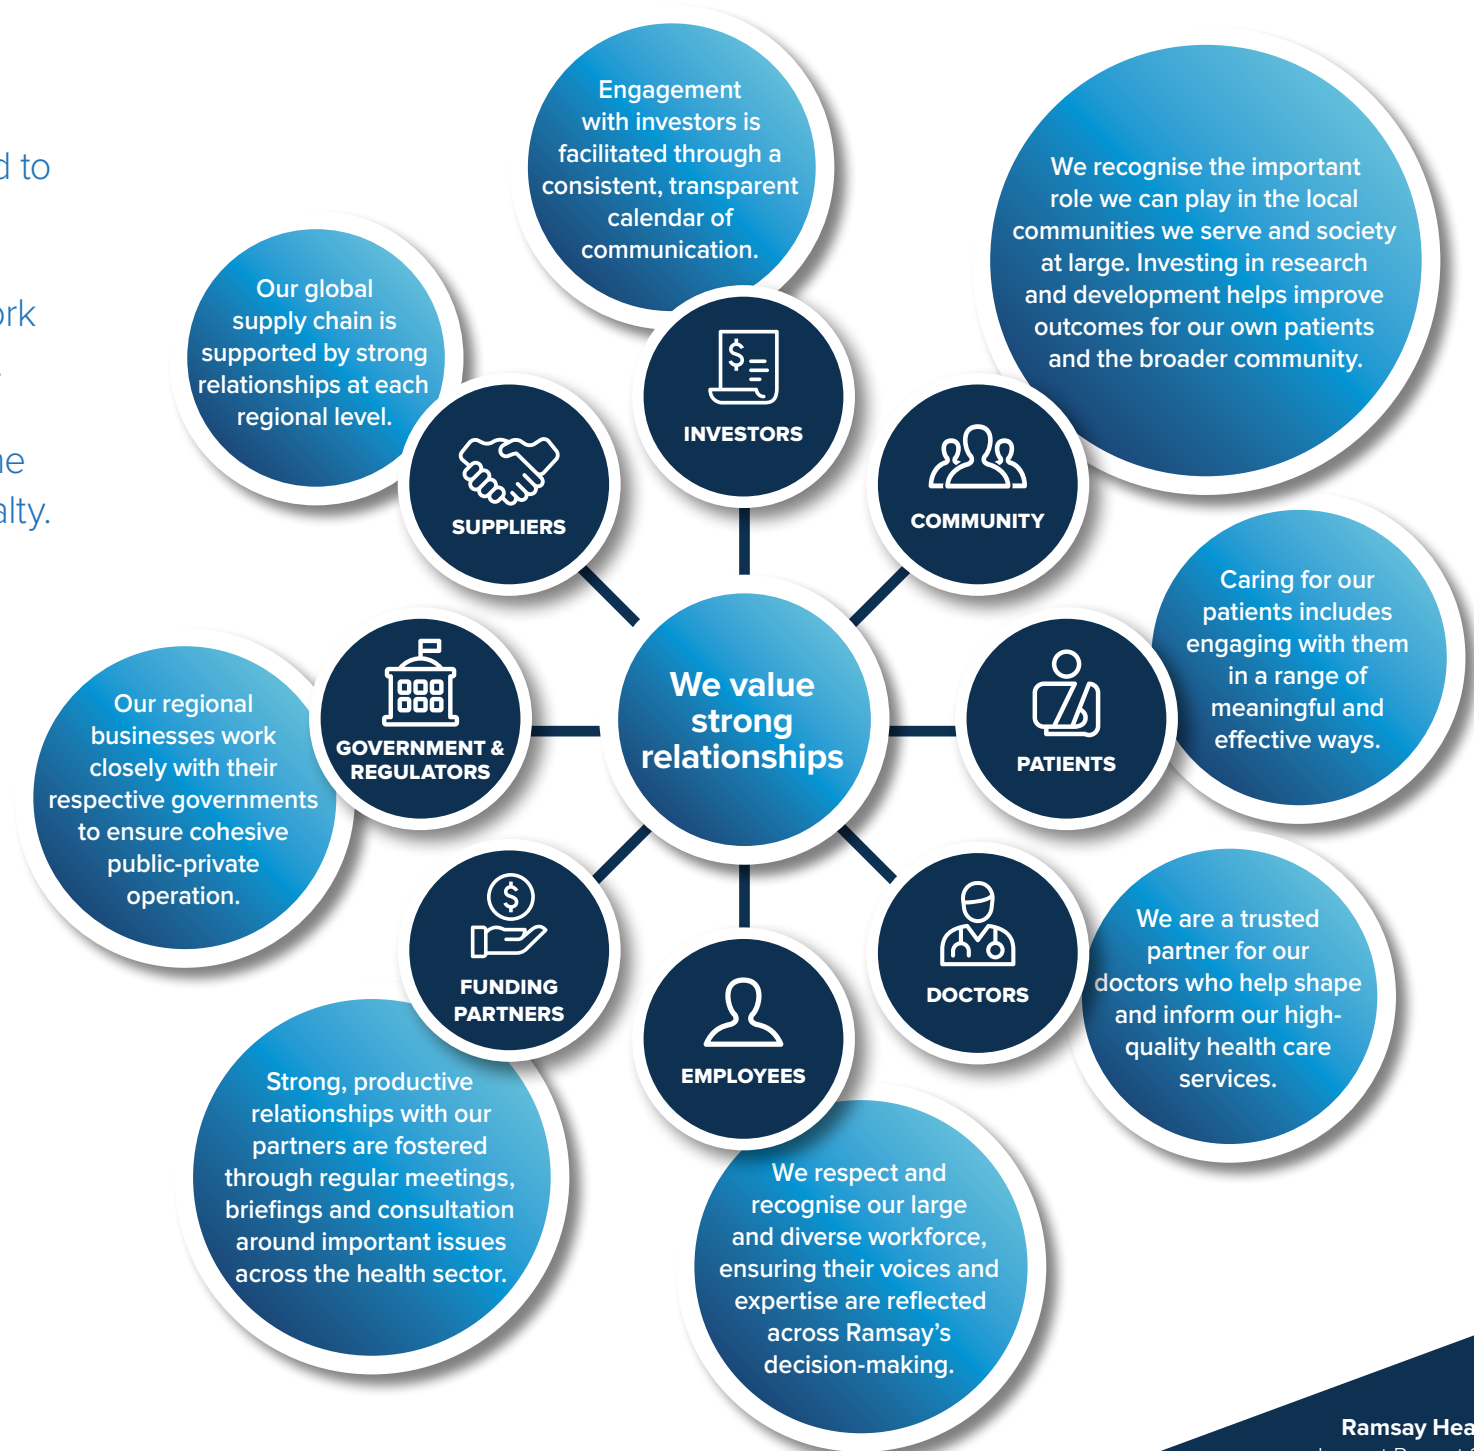 Engagement
with investors is
facilitated through a
consistent, transparent
calendar of
communication.
INVESTORS
We recognise the important
role we can play in the local
communities we serve and society
at large. Investing in research
and development helps improve
outcomes for our own patients
and the broader community.
COMMUNITY
Caring for our
patients includes
engaging with them
in a range of
meaningful and
effective ways.
PATIENTS
We are a trusted
partner for our
doctors who help shape
and inform our high-
quality health care
services.
DOCTORS
We respect and
recognise our large
and diverse workforce,
ensuring their voices and
expertise are reflected
across Ramsay's
decision-making.
EMPLOYEES
Strong, productive
relationships with our
partners are fostered
through regular meetings,
briefings and consultation
around important issues
across the health sector.
FUNDING
PARTNERS
Our regional
businesses work
closely with their
respective governments
to ensure cohesive
public-private
operation.
GOVERNMENT &
REGULATORS
Our global
supply chain is
supported by strong
relationships at each
regional level.
SUPPLIERS
We value
strong
relationships
to
Ramsay